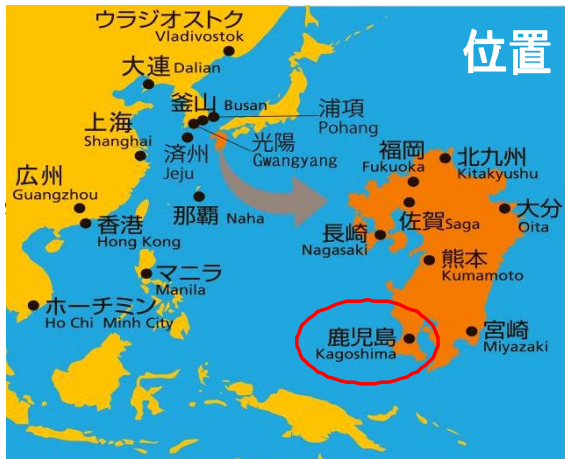 位置
ウラジオストク
Vladivostok
大連 Dalian
釜山 Busan
浦項
Pohang
上海
Shanghai
済州
Jeju
光陽
Gwangyang
福岡
Fukuoka
北九州
Kitakyushu
広州
Guangzhou
那覇 Naha
佐賀 Saga
大分
Oita
香港
Hong Kong
長崎
Nagasaki
熊本
Kumamoto
マニラ
Manila
ホーチミン
Ho Chi Minh City
鹿児島
Kagoshima
宮崎
Miyazaki